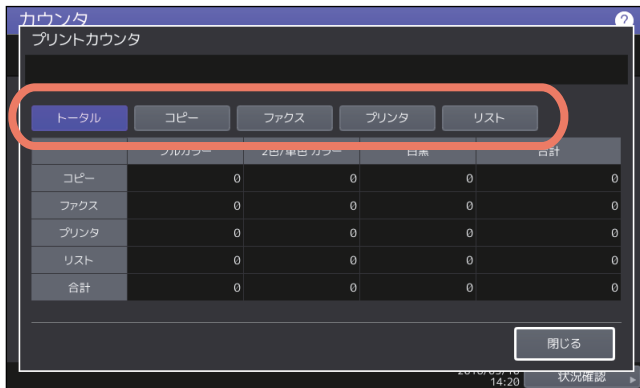 カウンタ ?
プリントカウンタ
トータル コピー ファクス プリンタ リスト
フルカラー 2色/単色 カラー 白黒 合計
コピー 0 0 0 0
ファクス 0 0 0 0
プリンタ 0 0 0 0
リスト 0 0 0 0
合計 0 0 0 0
閉じる
14:20 状況確認